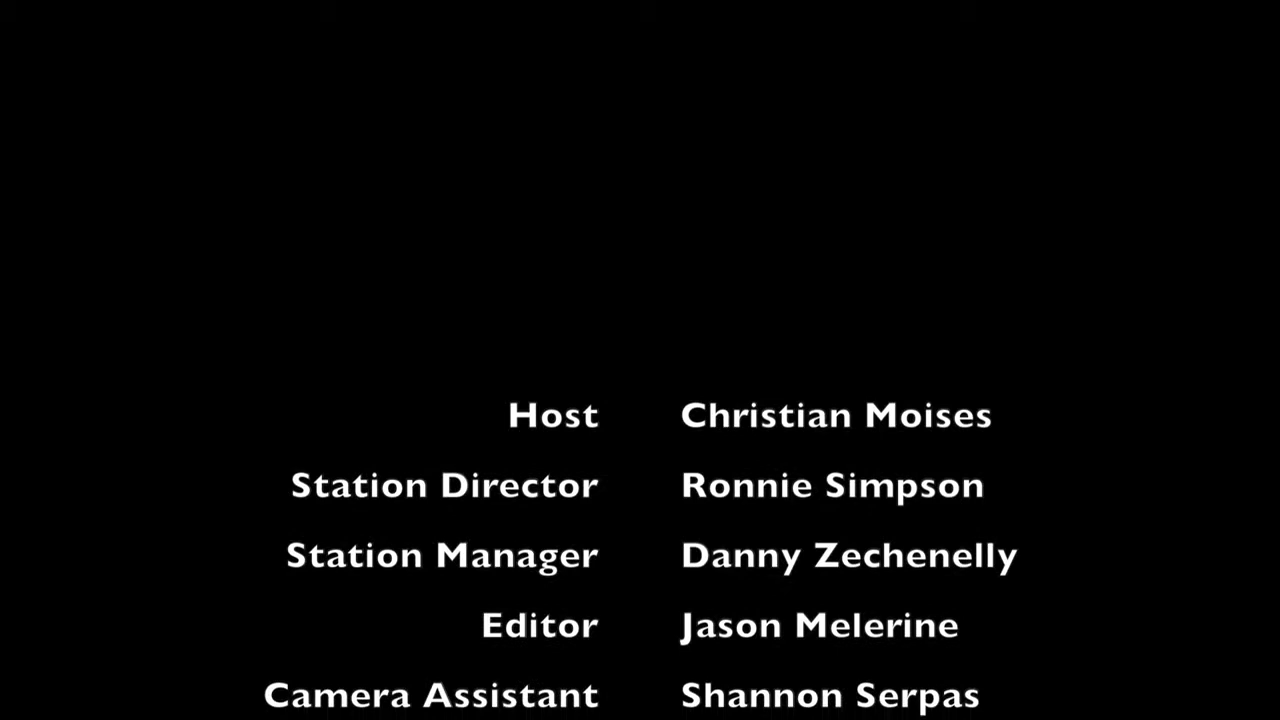 Host Christian Moises
Station Director Ronnie Simpson
Station Manager Danny Zechenelly
Editor Jason Melerine
Camera Assistant Shannon Serpas